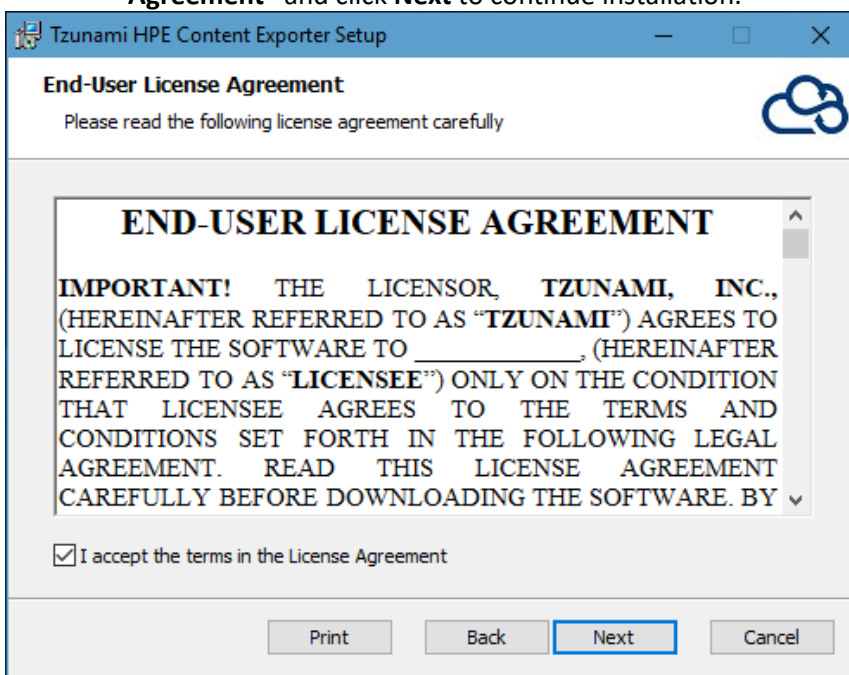 Agreement" and click Next to continue installation.
Tzunami HPE Content Exporter Setup
End-User License Agreement
Please read the following license agreement carefully
END-USER LICENSE AGREEMENT
IMPORTANT! THE LICENSOR, TZUNAMI, INC.,
(HEREINAFTER REFERRED TO AS “TZUNAMI”) AGREES TO
LICENSE THE SOFTWARE TO _____________, (HEREINAFTER
REFERRED TO AS “LICENSEE”) ONLY ON THE CONDITION
THAT LICENSEE AGREES TO THE TERMS AND
CONDITIONS SET FORTH IN THE FOLLOWING LEGAL
AGREEMENT. READ THIS LICENSE AGREEMENT
CAREFULLY BEFORE DOWNLOADING THE SOFTWARE. BY
I accept the terms in the License Agreement
Print Back Next Cancel